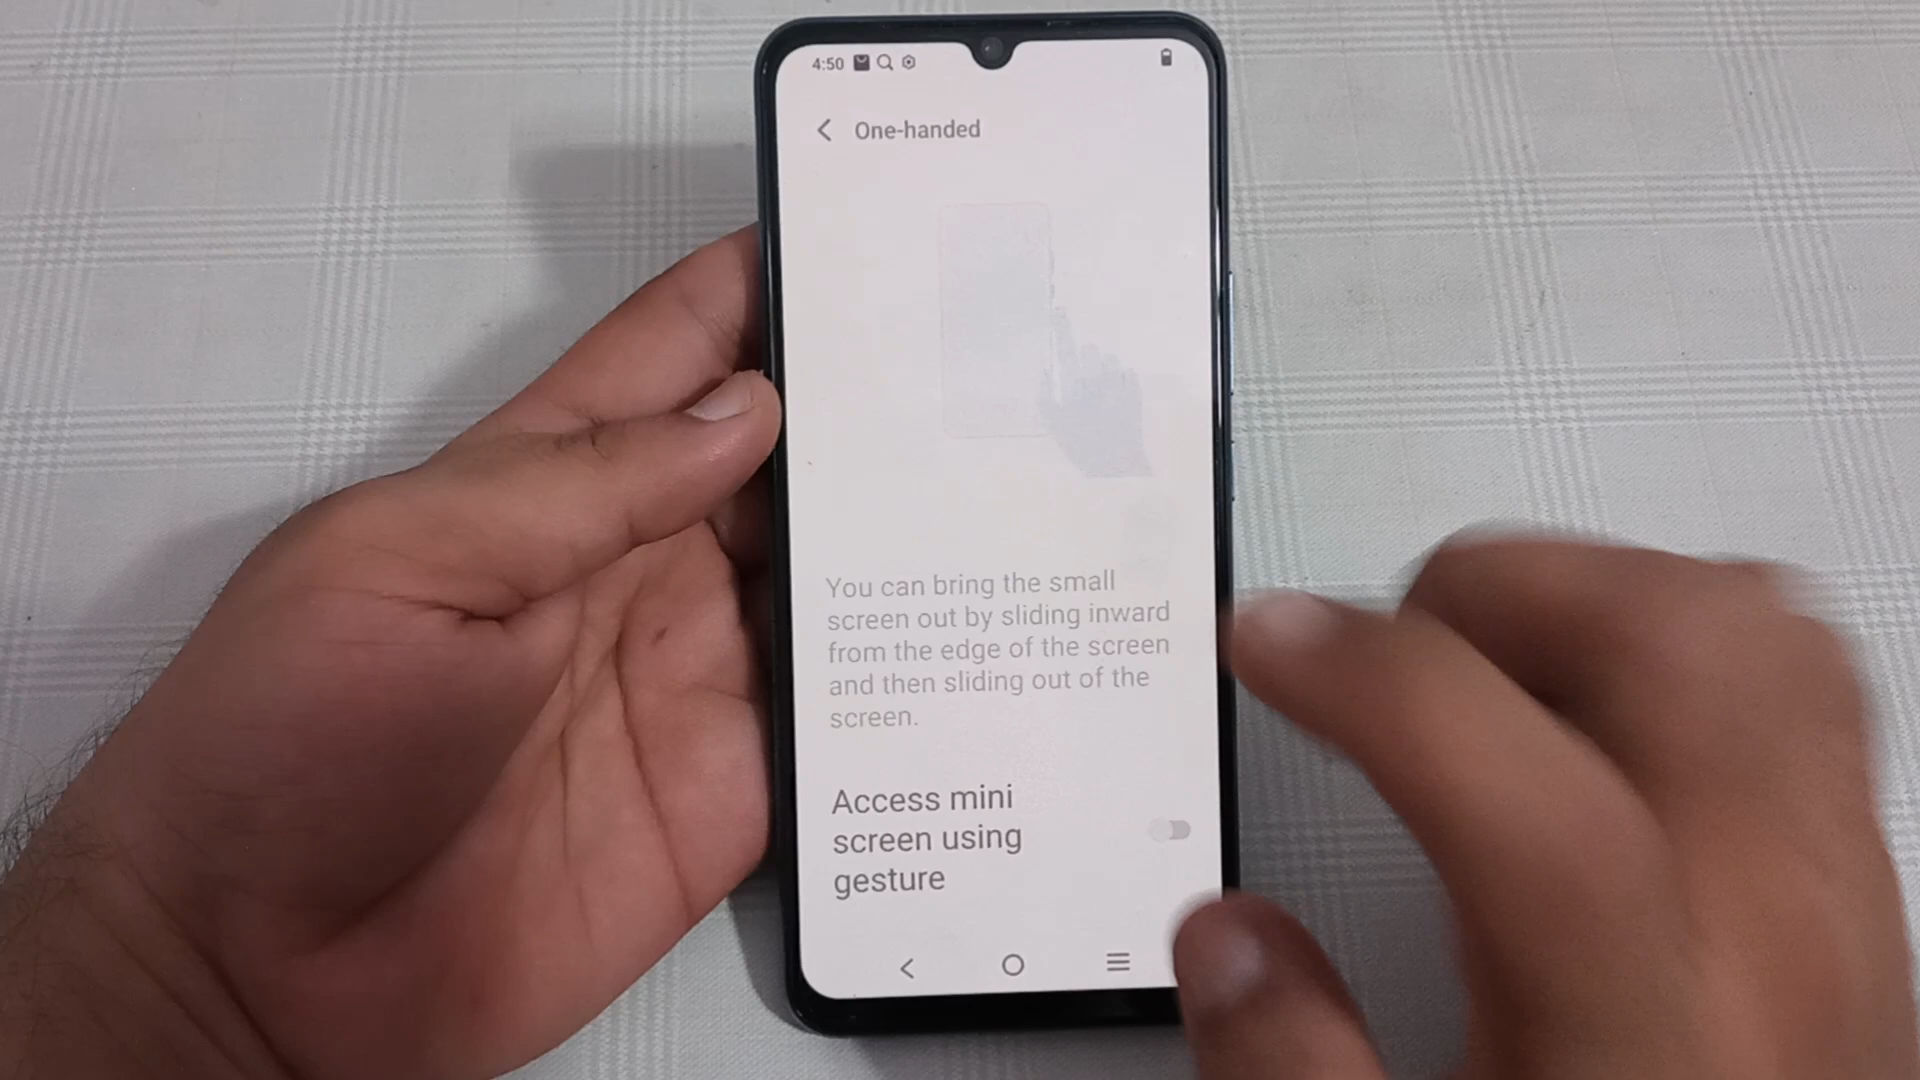 4:50
One-handed
You can bring the small
screen out by sliding inward
from the edge of the screen
and then sliding out of the
screen.
Access mini
screen using
gesture